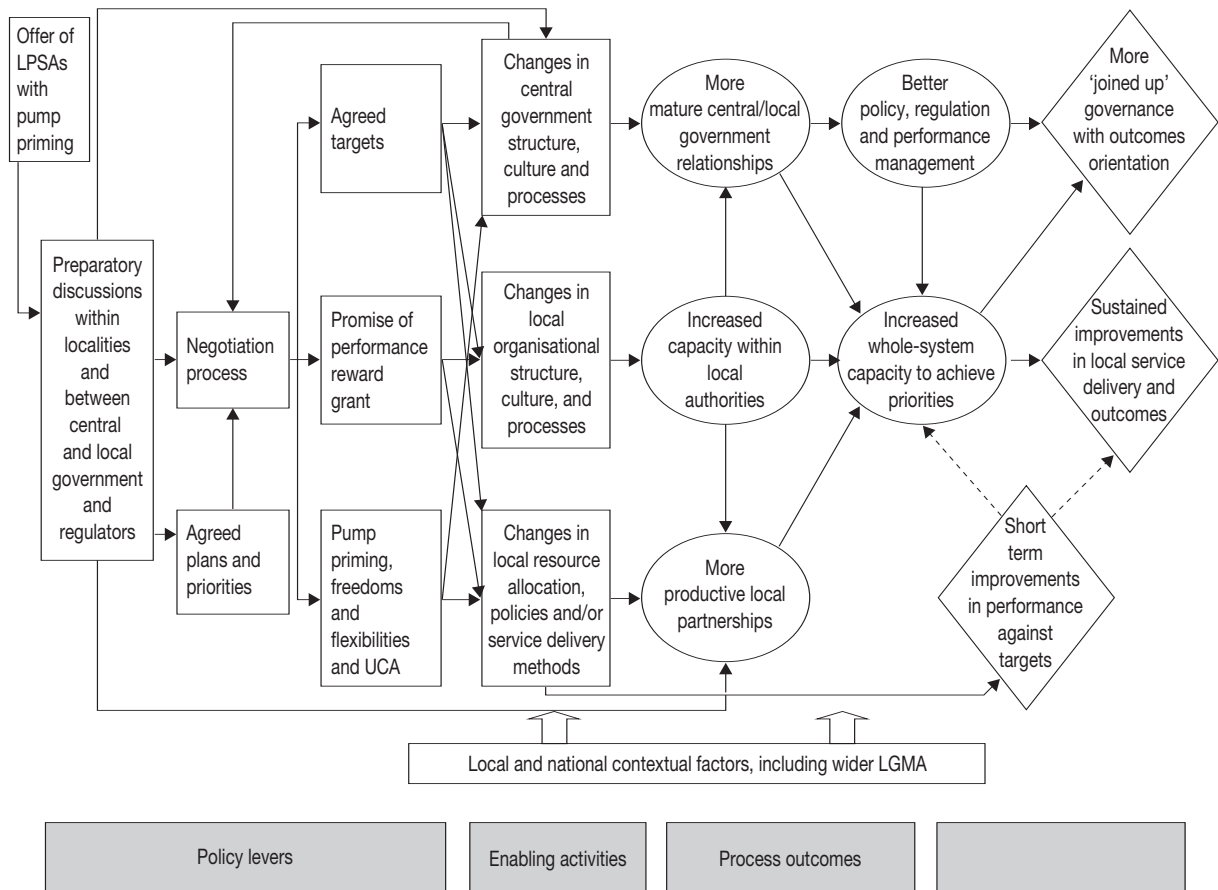 Offer of
LPSAs
with
pump
priming
Preparatory
discussions
within
localities
and
between
central
and local
government
and
regulators
Negotiation
process
Agreed
plans and
priorities
Agreed
targets
Promise of
performance
reward
grant
Pump
priming,
freedoms
and
flexibilities
and UCA
Changes in
central
government
structure,
culture and
processes
Changes in
local
organisational
structure,
culture, and
processes
Changes in
local resource
allocation,
policies and/or
service delivery
methods
More
mature central/local
government
relationships
Increased
capacity within
local
authorities
More
productive local
partnerships
Better
policy, regulation
and performance
management
Increased
whole-system
capacity to achieve
priorities
More
‘joined up’
governance
with outcomes
orientation
Sustained
improvements
in local service
delivery and
outcomes
Short
term
improvements
in performance
against
targets
Local and national contextual factors, including wider LGMA
Policy levers
Enabling activities
Process outcomes